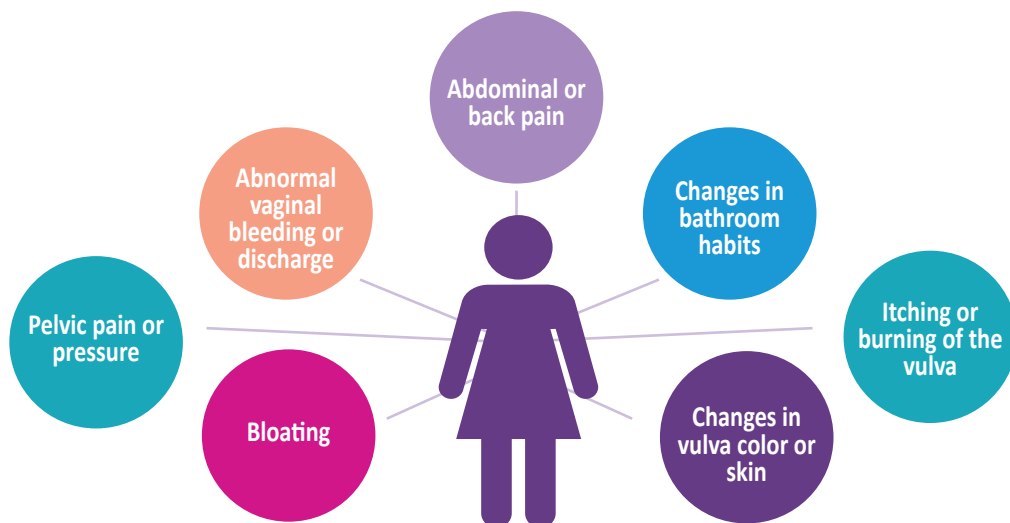 Abdominal or
back pain
Abnormal
vaginal
bleeding or
discharge
Changes in
bathroom
habits
Pelvic pain or
pressure
Itching or
burning of the
vulva
Bloating
Changes in
vulva color or
skin